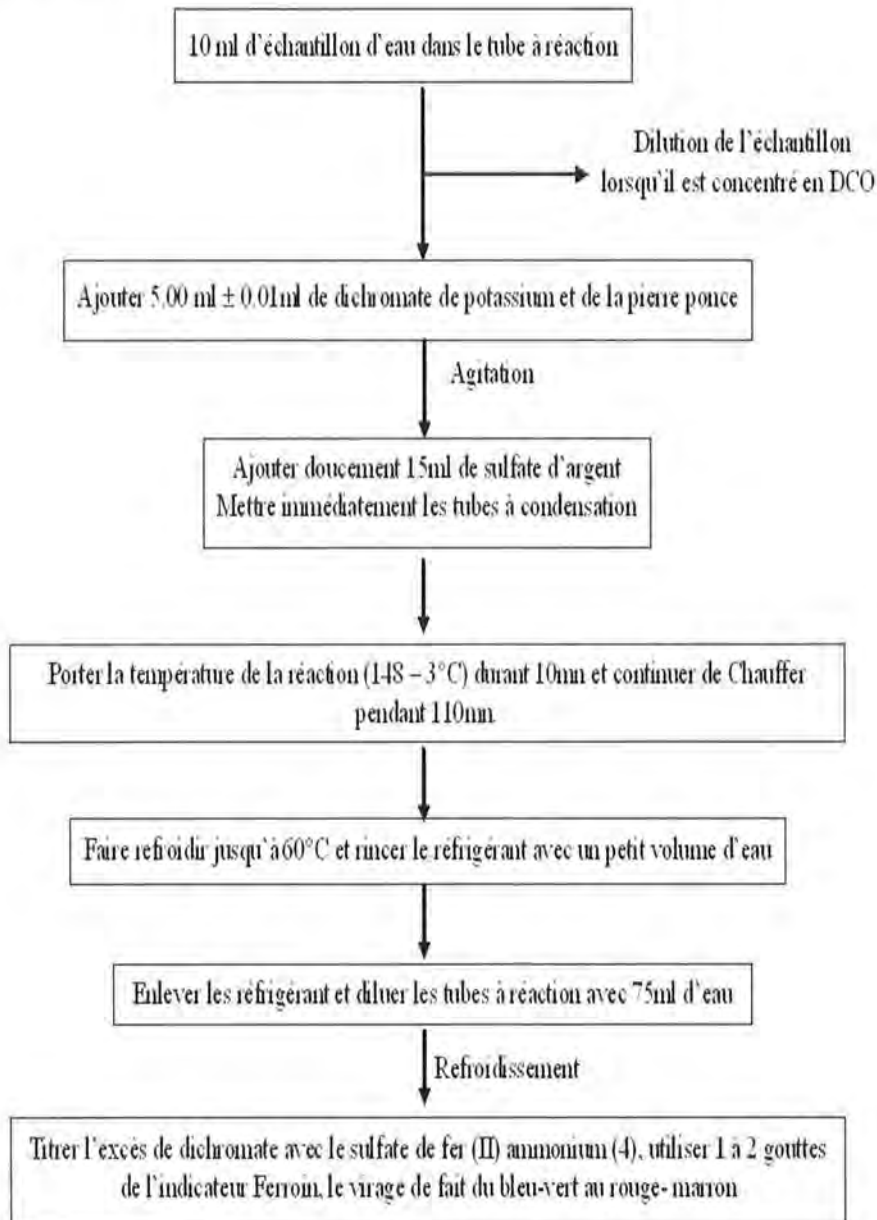 10 ml d'échantillon d'eau dans le tube à réaction
Dilution de l'échantillon
lorsqu'il est concentré en DCO
Ajouter 5,00 ml ± 0,01ml de dichromate de potassium et de la pierre ponce
Agitation
Ajouter doucement 15ml de sulfate d'argent
Mettre immédiatement les tubes à condensation
Porter la température de la réaction (148 – 3°C) durant 10mn et continuer de Chauffer
pendant 110mn.
Faire refroidir jusqu'à 60°C et rincer le réfrigérant avec un petit volume d'eau
Enlever les réfrigérant et diluer les tubes à réaction avec 75ml d'eau
Refroidissement
Titrer l'excès de dichromate avec le sulfate de fer (II) ammonium (4), utiliser 1 à 2 gouttes
de l'indicateur Ferroin, le virage de fait du bleu-vert au rouge- marron